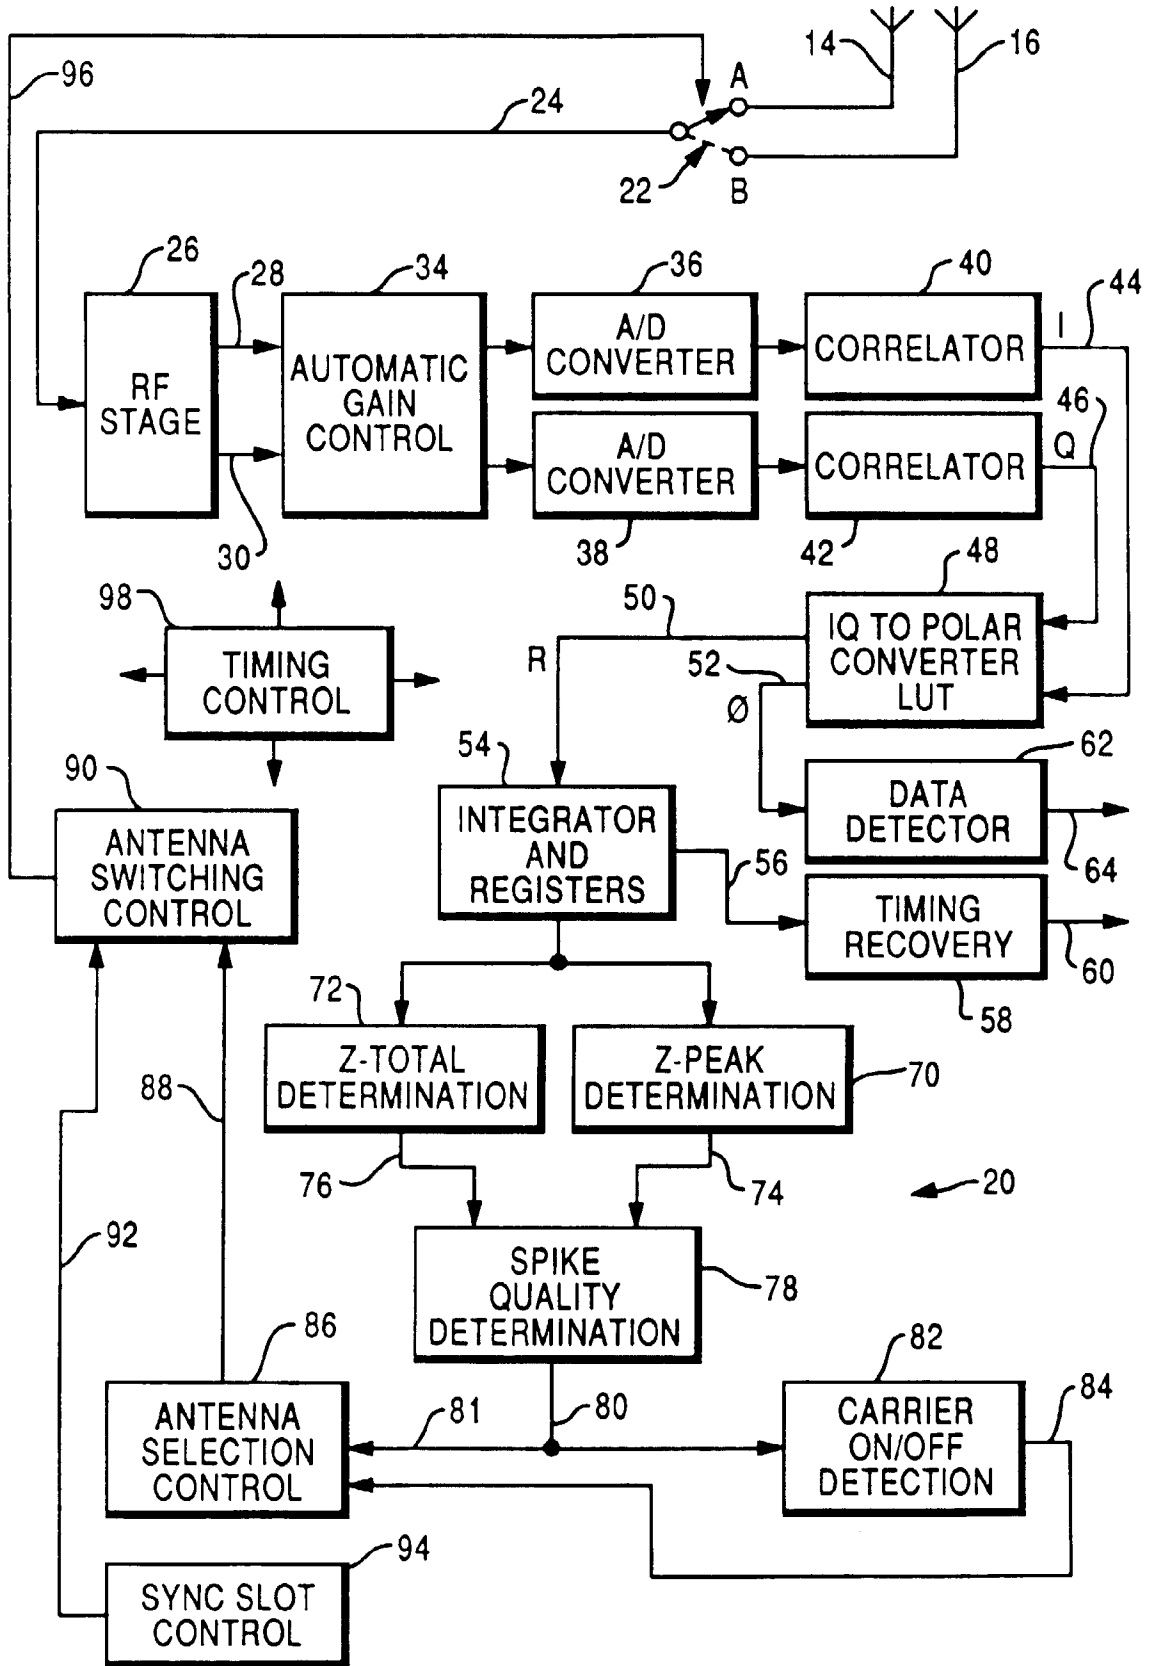 14
16
96
A
24
22
B
26
28
34
36
40
44
RF
STAGE
AUTOMATIC
GAIN
CONTROL
A/D
CONVERTER
CORRELATOR
I
46
A/D
CONVERTER
CORRELATOR
Q
30
38
42
48
98
50
TIMING
CONTROL
R
52
Ø
IQ TO POLAR
CONVERTER
LUT
90
54
62
ANTENNA
SWITCHING
CONTROL
INTEGRATOR
AND
REGISTERS
DATA
DETECTOR
56
64
TIMING
RECOVERY
60
58
72
Z-TOTAL
DETERMINATION
Z-PEAK
DETERMINATION
70
88
76
74
20
92
SPIKE
QUALITY
DETERMINATION
78
86
82
ANTENNA
SELECTION
CONTROL
81
80
CARRIER
ON/OFF
DETECTION
84
94
SYNC SLOT
CONTROL